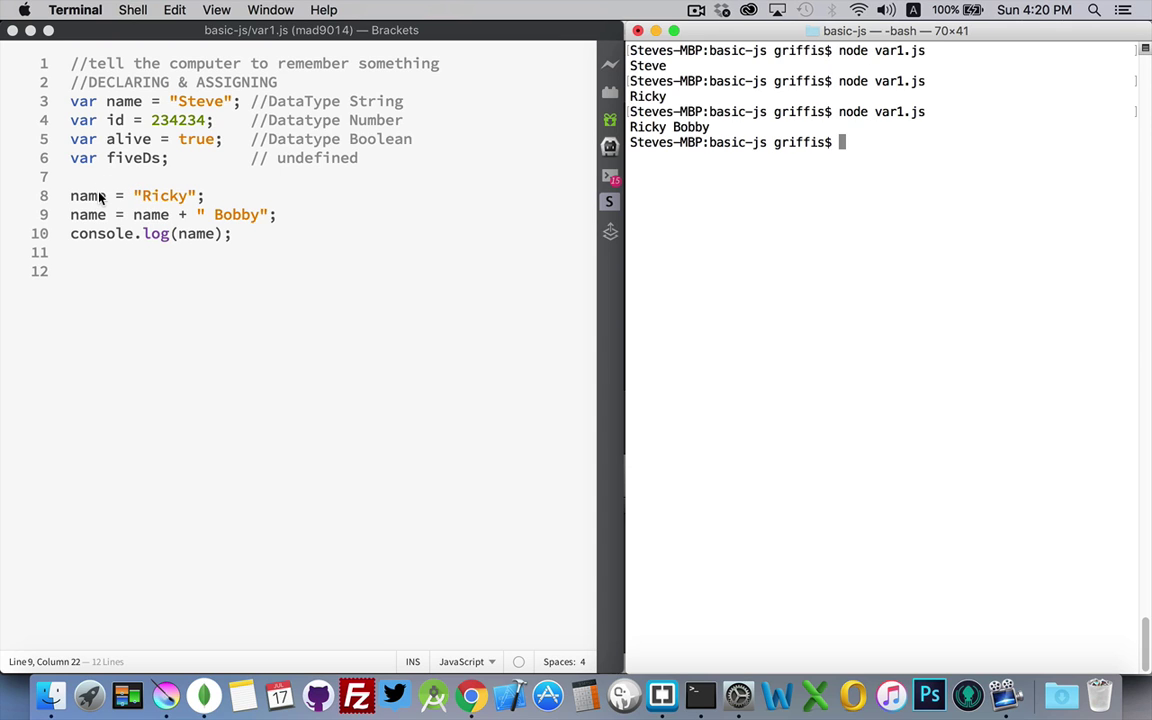 Terminal Shell Edit View Window Help 100% Sun 4:20 PM
basic-js/var1.js (mad9014) — Brackets
1 //tell the computer to remember something
2 //DECLARING & ASSIGNING
3 var name = "Steve"; //DataType String
4 var id = 234234; //Datatype Number
5 var alive = true; //Datatype Boolean
6 var fiveDs; // undefined
7
8 name = "Ricky";
9 name = name + " Bobby";
10 console.log(name);
11
12
Line 9, Column 22 — 12 Lines
INS JavaScript Spaces: 4
15
S
basic-js — -bash — 70×41
Steves-MBP:basic-js griffis$ node var1.js
Steve
Steves-MBP:basic-js griffis$ node var1.js
Ricky
Steves-MBP:basic-js griffis$ node var1.js
Ricky Bobby
Steves-MBP:basic-js griffis$
JUL
17
Fz
Ps